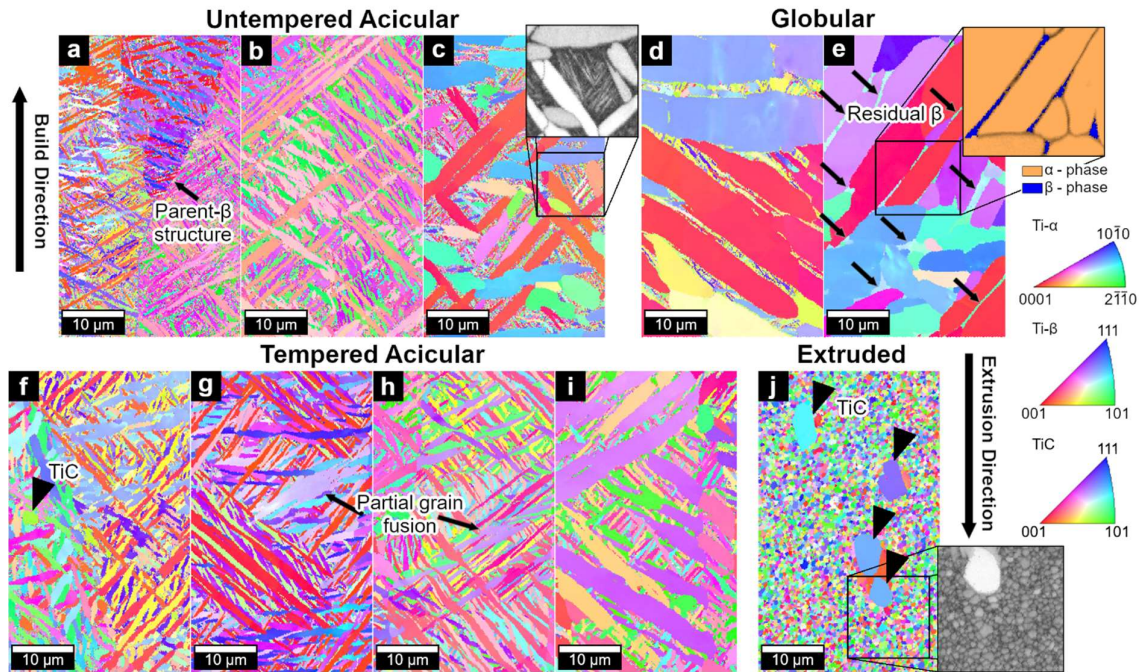 Untempered Acicular
Globular
a
b
c
d
e
Build Direction
Parent-β
structure
Residual β
α - phase
β - phase
10 μm
10 μm
10 μm
10 μm
10 μm
Ti-α
101̄0
0001
21̄1̄0
Ti-β
111
001
101
TiC
111
001
101
Tempered Acicular
Extruded
Extrusion Direction
f
g
h
i
j
TiC
Partial grain
fusion
TiC
10 μm
10 μm
10 μm
10 μm
10 μm